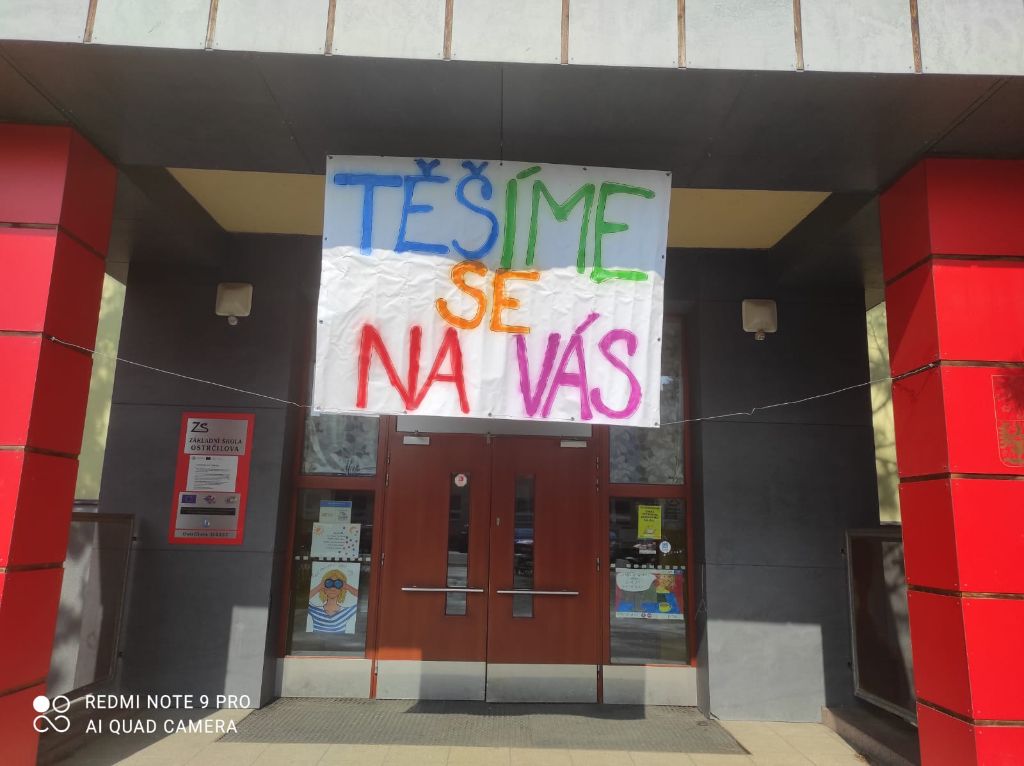 TĚŠÍME
SE
NA VÁS
ZŠ
ZÁKLADNÍ ŠKOLA
OSTRČILOVA
REDMI NOTE 9 PRO
AI QUAD CAMERA